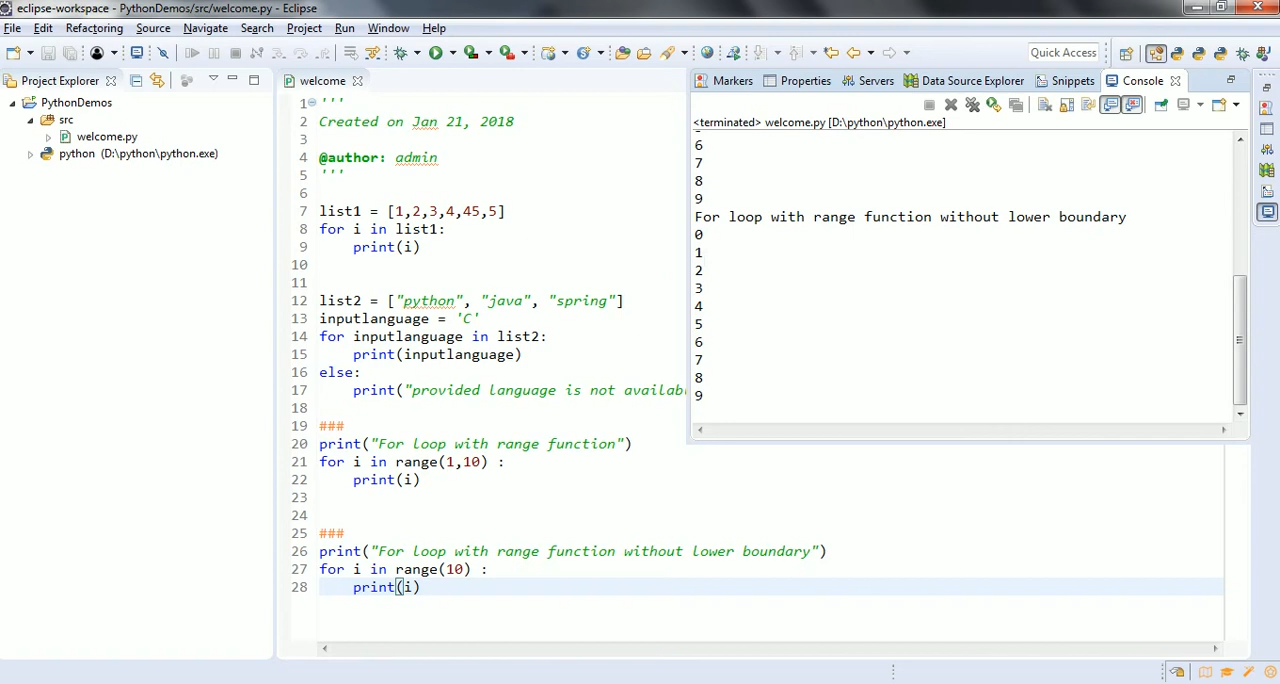 eclipse-workspace - PythonDemos/src/welcome.py - Eclipse
File Edit Refactoring Source Navigate Search Project Run Window Help
Quick Access
Project Explorer
PythonDemos
src
welcome.py
python (D:\python\python.exe)
welcome
1 '''
2 Created on Jan 21, 2018
3
4 @author: admin
5 '''
6
7 list1 = [1,2,3,4,45,5]
8 for i in list1:
9     print(i)
10
11
12 list2 = ["python", "java", "spring"]
13 inputlanguage = 'C'
14 for inputlanguage in list2:
15     print(inputlanguage)
16 else:
17     print("provided language is not availab
18
19 ###
20 print("For loop with range function")
21 for i in range(1,10) :
22     print(i)
23
24
25 ###
26 print("For loop with range function without lower boundary")
27 for i in range(10) :
28     print(i)
Markers Properties Servers Data Source Explorer Snippets Console
<terminated> welcome.py [D:\python\python.exe]
6
7
8
9
For loop with range function without lower boundary
0
1
2
3
4
5
6
7
8
9